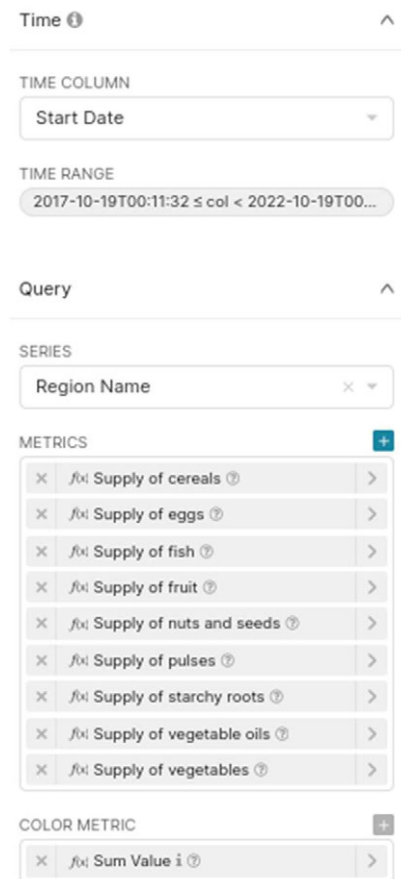 Time
TIME COLUMN
Start Date
TIME RANGE
2017-10-19T00:11:32 ≤ col < 2022-10-19T00...
Query
SERIES
Region Name
METRICS
f(x) Supply of cereals
f(x) Supply of eggs
f(x) Supply of fish
f(x) Supply of fruit
f(x) Supply of nuts and seeds
f(x) Supply of pulses
f(x) Supply of starchy roots
f(x) Supply of vegetable oils
f(x) Supply of vegetables
COLOR METRIC
f(x) Sum Value i